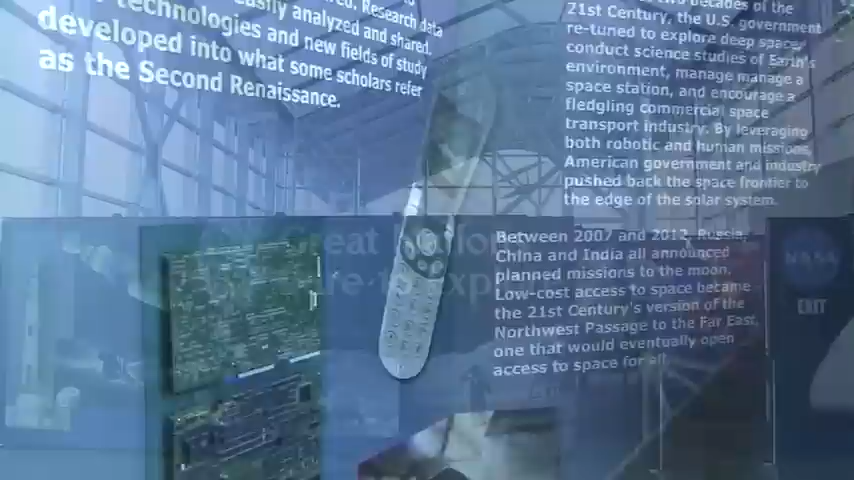 easily analyzed and shared. Research data
technologies and new fields of study
developed into what some scholars refer
as the Second Renaissance.
decades of the
21st Century, the U.S. government
re-tuned to explore deep space,
conduct science studies of Earth's
environment, manage manage a
space station, and encourage a
fledgling commercial space
transport industry. By leveraging
both robotic and human missions,
American government and industry
pushed back the space frontier to
the edge of the solar system.
Great
Between 2007 and 2012, Russia,
China and India all announced
planned missions to the moon.
Low-cost access to space became
the 21st Century's version of the
Northwest Passage to the Far East,
one that would eventually open
access to space for all.
NASA
EXIT